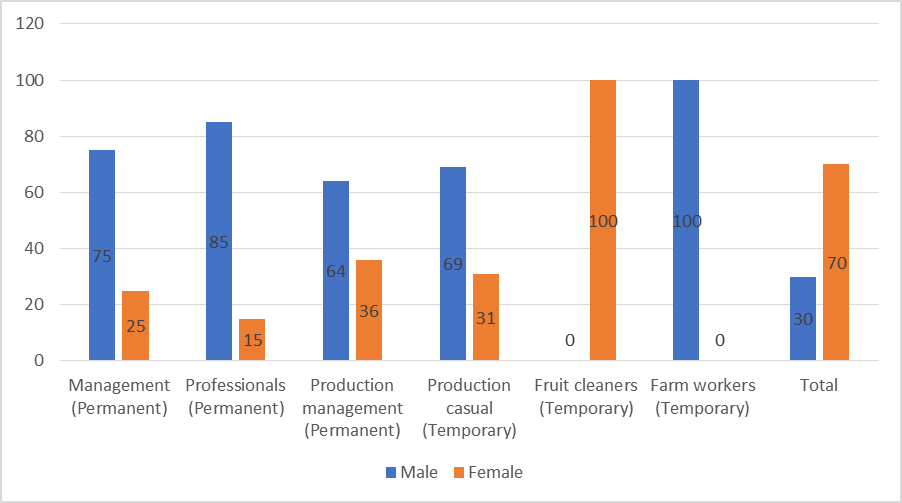 120
100
80
60
40
20
0
75
25
85
15
64
36
69
31
0
100
100
0
30
70
Management
(Permanent)
Professionals
(Permanent)
Production
management
(Permanent)
Production
casual
(Temporary)
Fruit cleaners
(Temporary)
Farm workers
(Temporary)
Total
Male Female